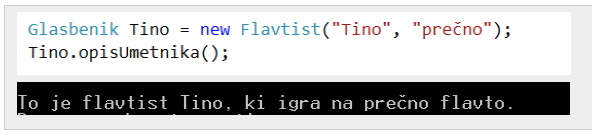 Glasbenik Tino = new Flavtist("Tino", "prečno");
Tino.opisUmetnika();
To je flavtist Tino, ki igra na prečno flavto.